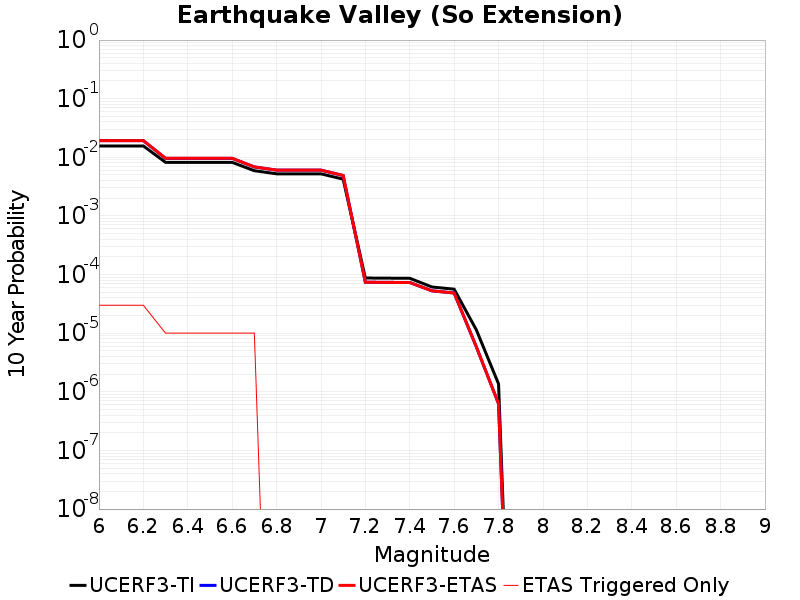 Earthquake Valley (So Extension)
10^0
10^-1
10^-2
10^-3
10^-4
10^-5
10^-6
10^-7
10^-8
10 Year Probability
6 6.2 6.4 6.6 6.8 7 7.2 7.4 7.6 7.8 8 8.2 8.4 8.6 8.8 9
Magnitude
UCERF3-TI UCERF3-TD UCERF3-ETAS ETAS Triggered Only